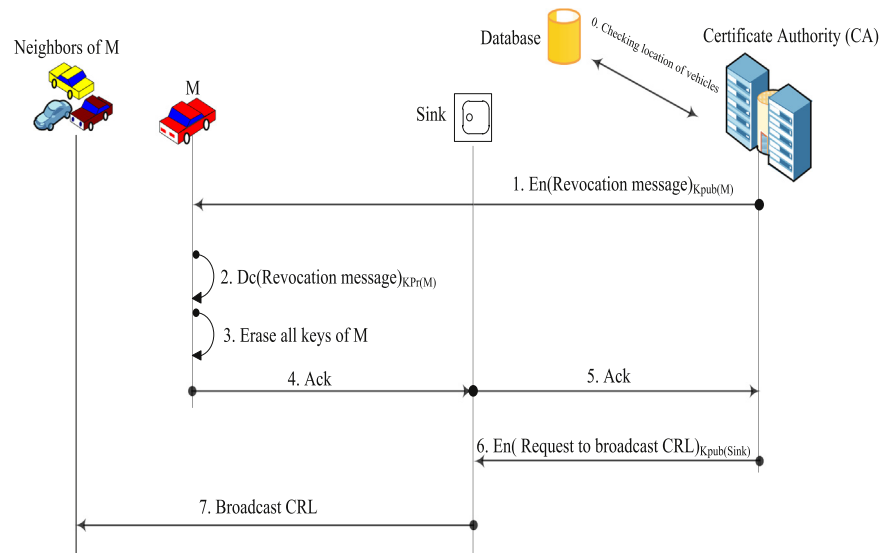 Neighbors of M
M
Sink
Database
0. Checking location of vehicles
Certificate Authority (CA)
1. En(Revocation message)Kpub(M)
2. Dc(Revocation message)KPr(M)
3. Erase all keys of M
4. Ack
5. Ack
6. En( Request to broadcast CRL)Kpub(Sink)
7. Broadcast CRL